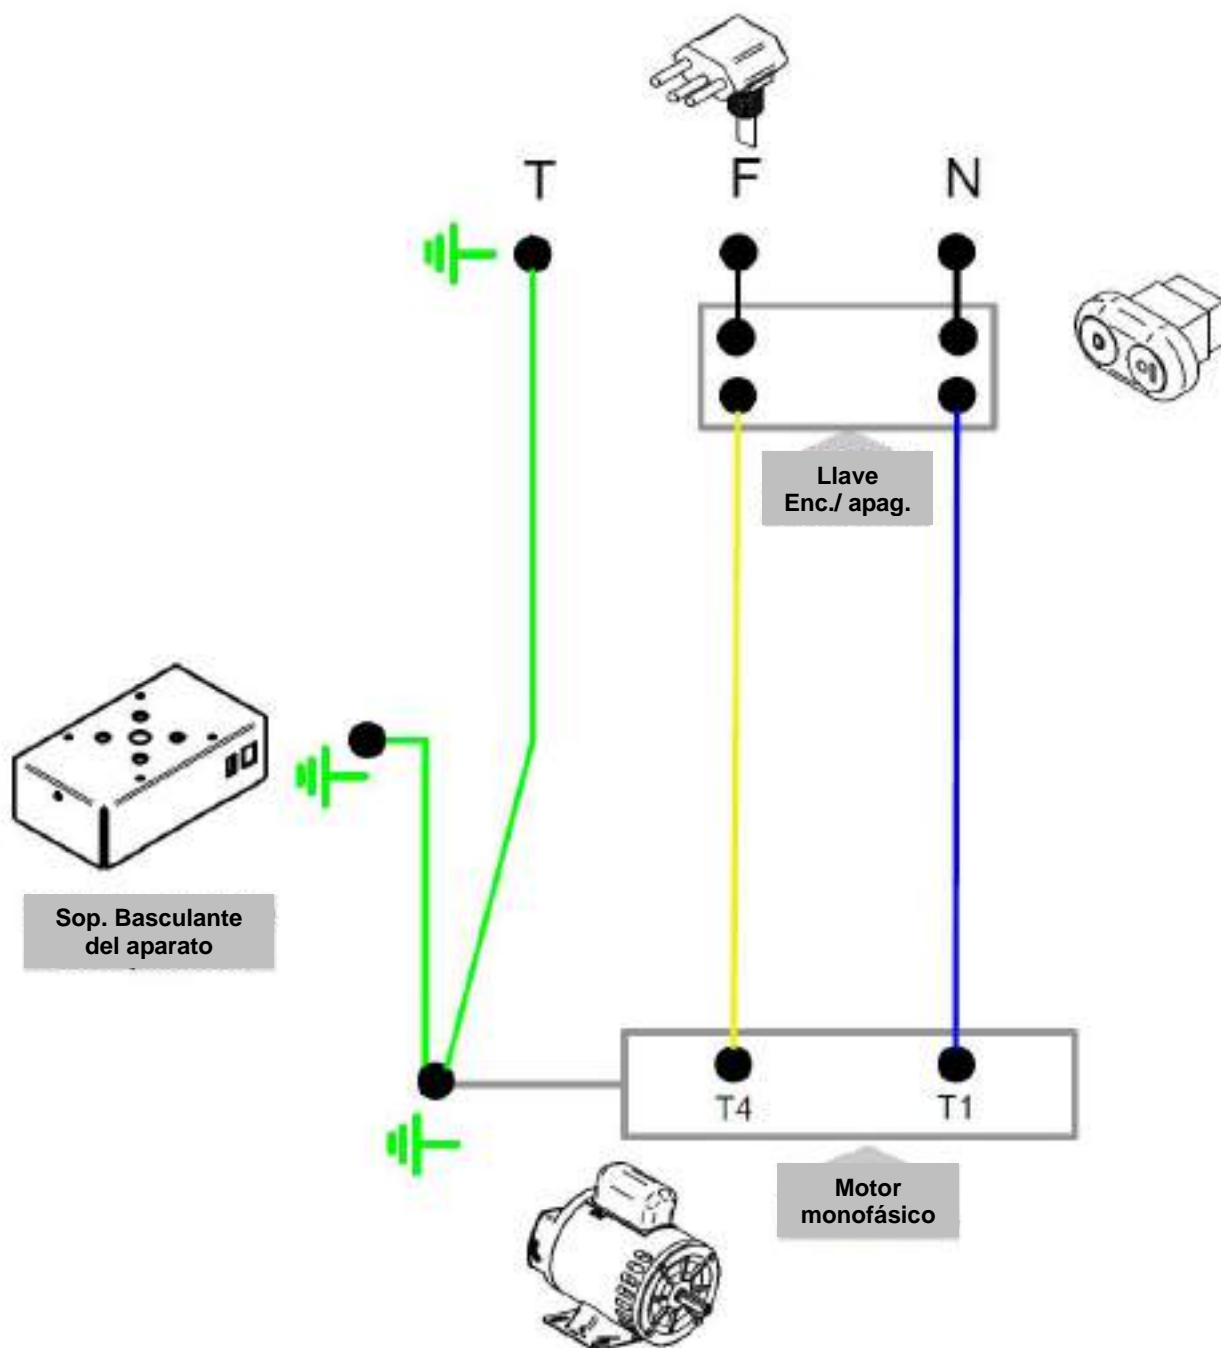 T F N
Llave
Enc./ apag.
Sop. Basculante
del aparato
T4 T1
Motor
monofásico